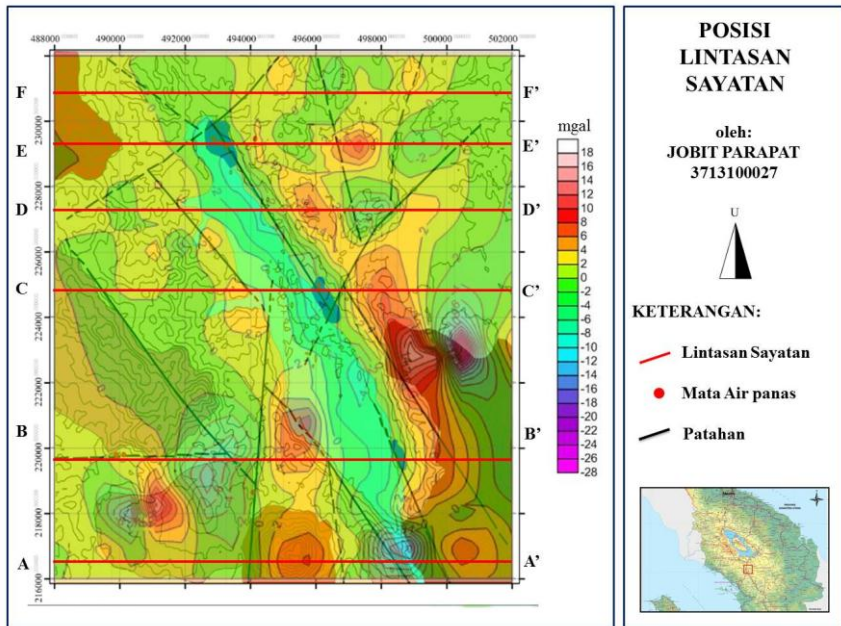 488000 490000 492000 494000 496000 498000 500000 502000
F F'
230000
E E'
228000
D D'
226000
C C'
224000
222000
B B'
220000
218000
A A'
216000
mgal
18
16
14
12
10
8
6
4
2
0
-2
-4
-6
-8
-10
-12
-14
-16
-18
-20
-22
-24
-26
-28
POSISI
LINTASAN
SAYATAN
oleh:
JOBIT PARAPAT
3713100027
U
KETERANGAN:
Lintasan Sayatan
Mata Air panas
Patahan